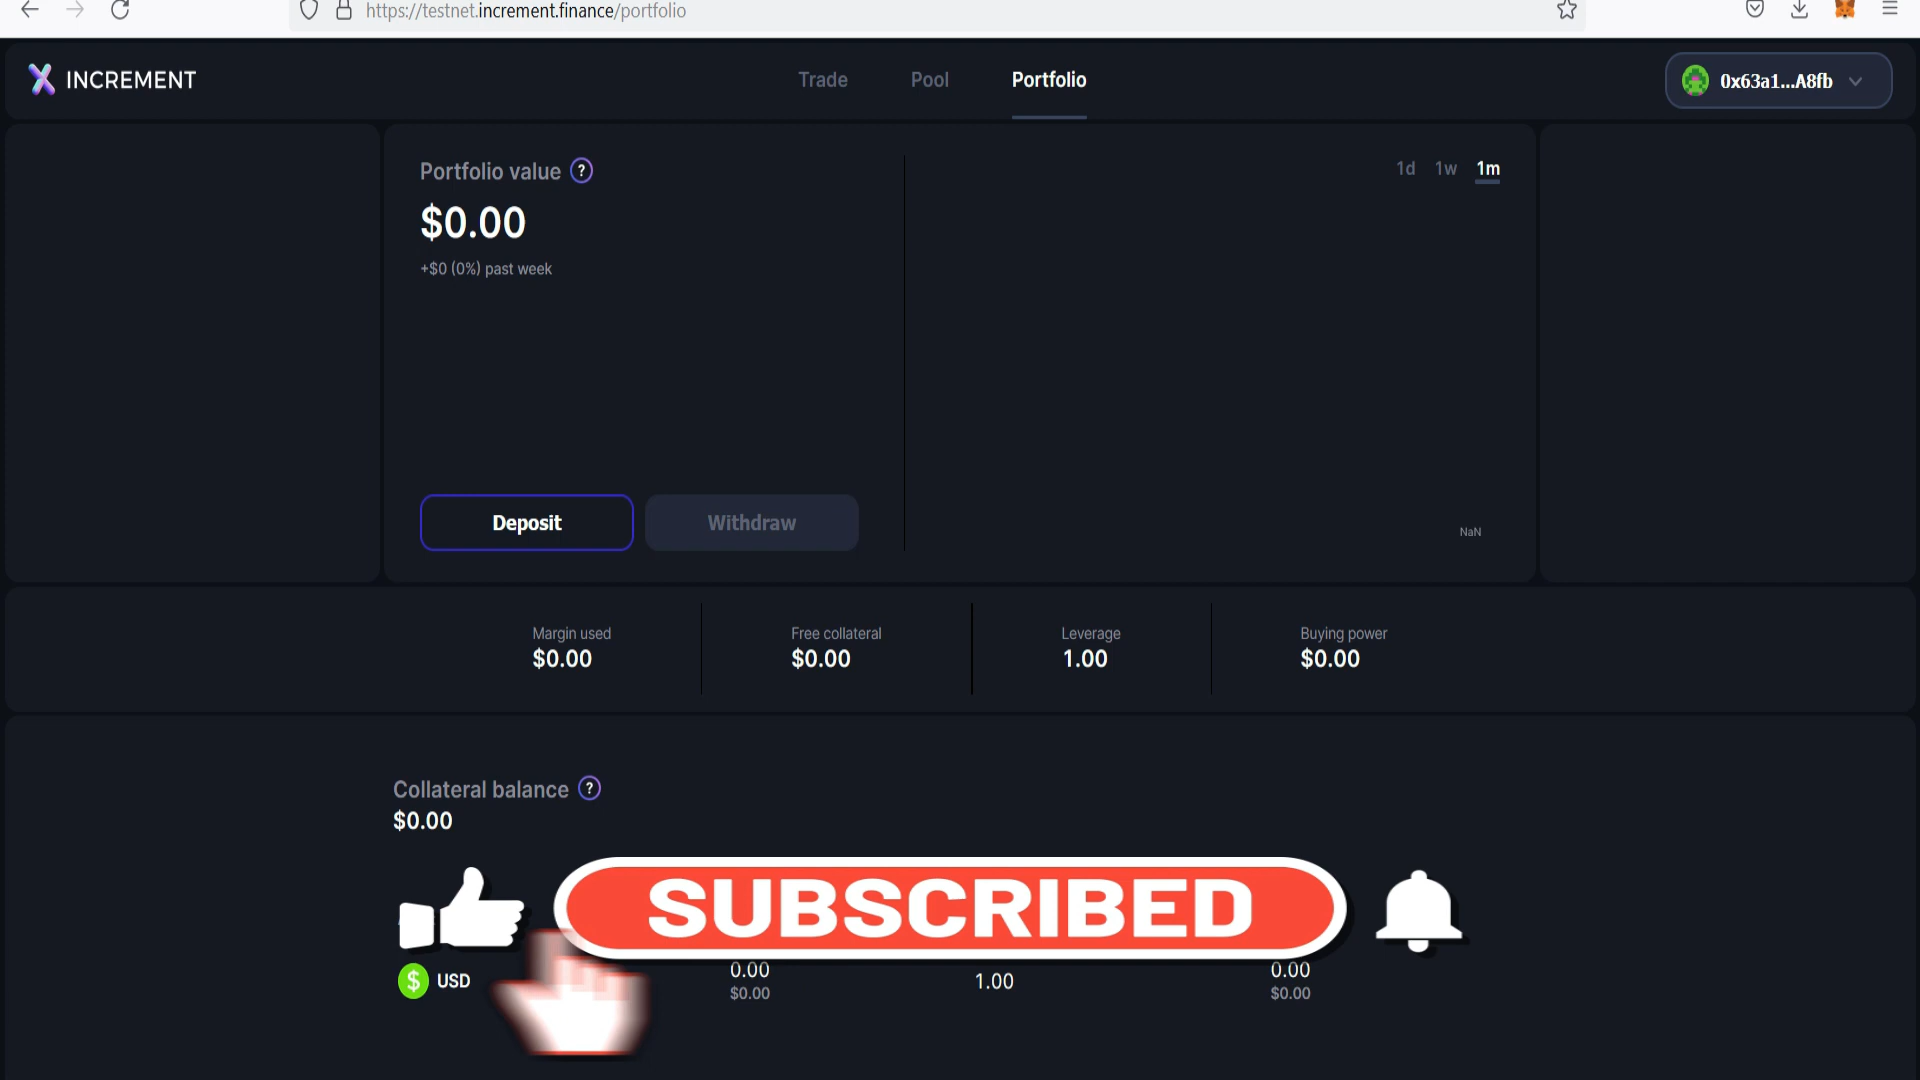 https://testnet.increment.finance/portfolio
INCREMENT
Trade Pool Portfolio
0x63a1...A8fb
Portfolio value ?
$0.00
+$0 (0%) past week
1d 1w 1m
Deposit Withdraw
NaN
Margin used Free collateral Leverage Buying power
$0.00 $0.00 1.00 $0.00
Collateral balance ?
$0.00
SUBSCRIBED
$ USD 0.00 1.00 0.00
$0.00 $0.00